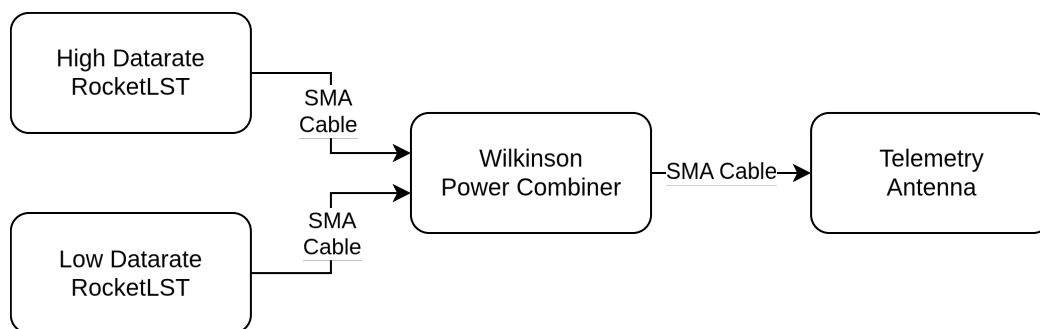 High Datarate
RocketLST
SMA
Cable
Wilkinson
Power Combiner
SMA Cable
Telemetry
Antenna
SMA
Cable
Low Datarate
RocketLST